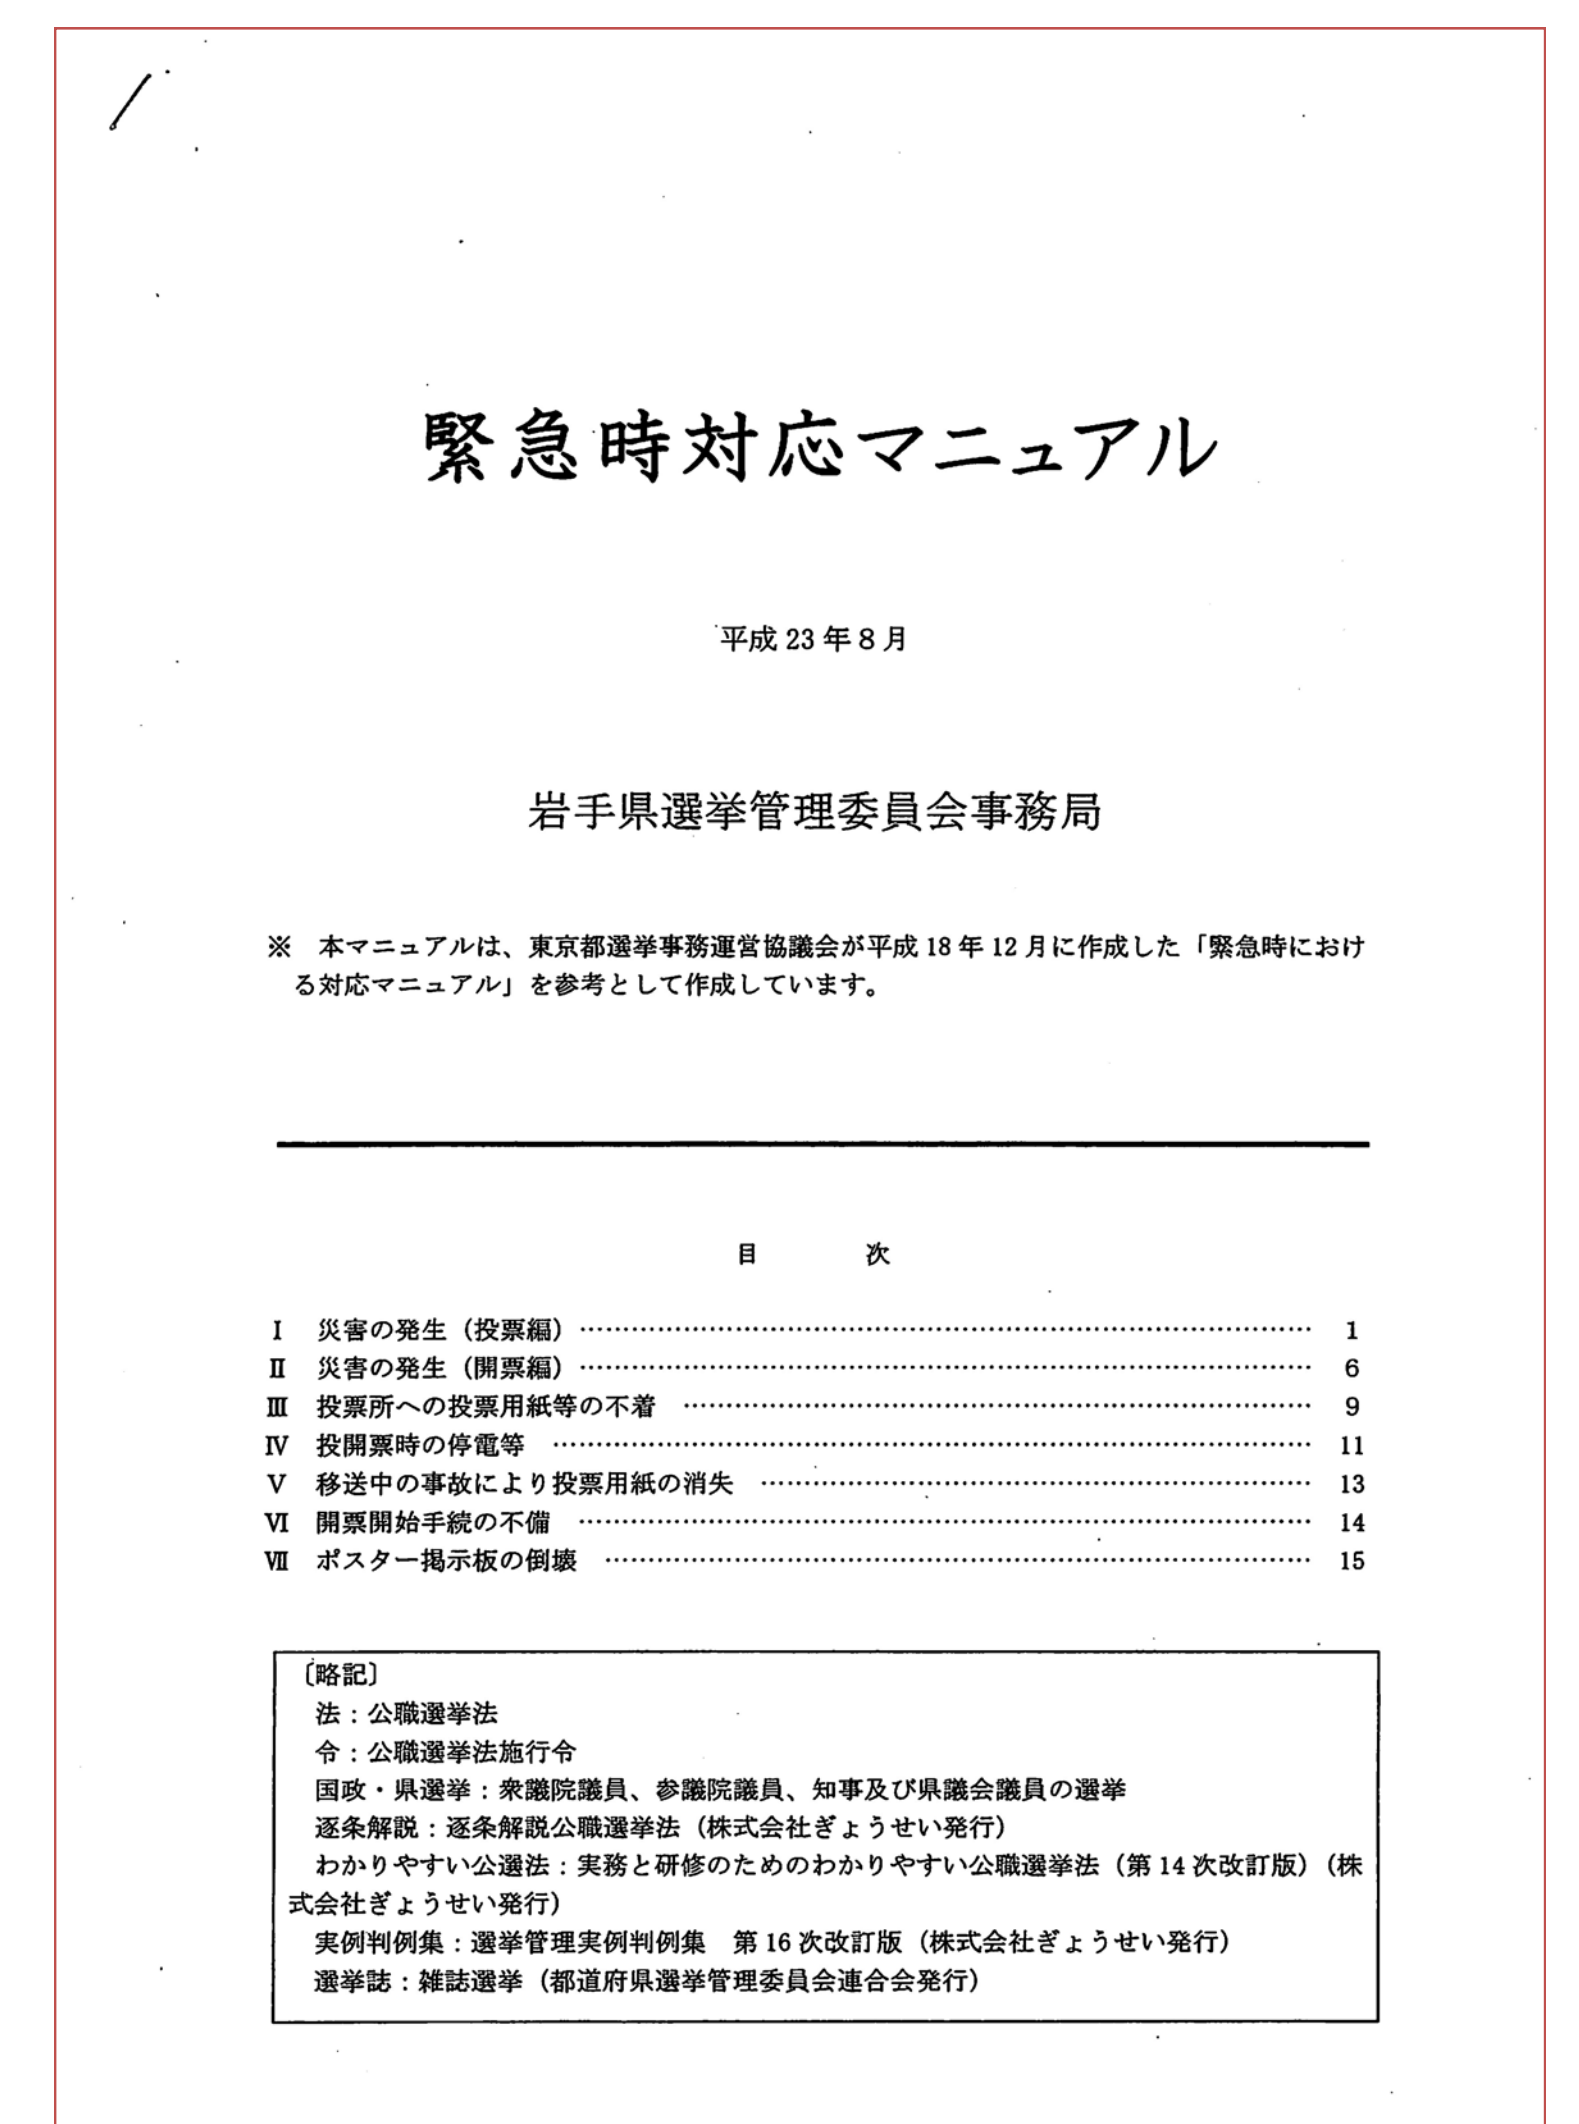 緊急時対応マニュアル
平成 23 年 8 月
岩手県選挙管理委員会事務局
※　本マニュアルは、東京都選挙事務運営協議会が平成 18 年 12 月に作成した「緊急時におけ
る対応マニュアル」を参考として作成しています。
目　　　次
Ⅰ　災害の発生（投票編）…………………………………………………………… 1
Ⅱ　災害の発生（開票編）…………………………………………………………… 6
Ⅲ　投票所への投票用紙等の不着 …………………………………………………… 9
Ⅳ　投開票時の停電等 ……………………………………………………………… 11
Ⅴ　移送中の事故により投票用紙の消失 …………………………………………… 13
Ⅵ　開票開始手続の不備 …………………………………………………………… 14
Ⅶ　ポスター掲示板の倒壊 ………………………………………………………… 15
〔略記〕
法：公職選挙法
令：公職選挙法施行令
国政・県選挙：衆議院議員、参議院議員、知事及び県議会議員の選挙
逐条解説：逐条解説公職選挙法（株式会社ぎょうせい発行）
わかりやすい公選法：実務と研修のためのわかりやすい公職選挙法（第 14 次改訂版）（株
式会社ぎょうせい発行）
実例判例集：選挙管理実例判例集　第 16 次改訂版（株式会社ぎょうせい発行）
選挙誌：雑誌選挙（都道府県選挙管理委員会連合会発行）